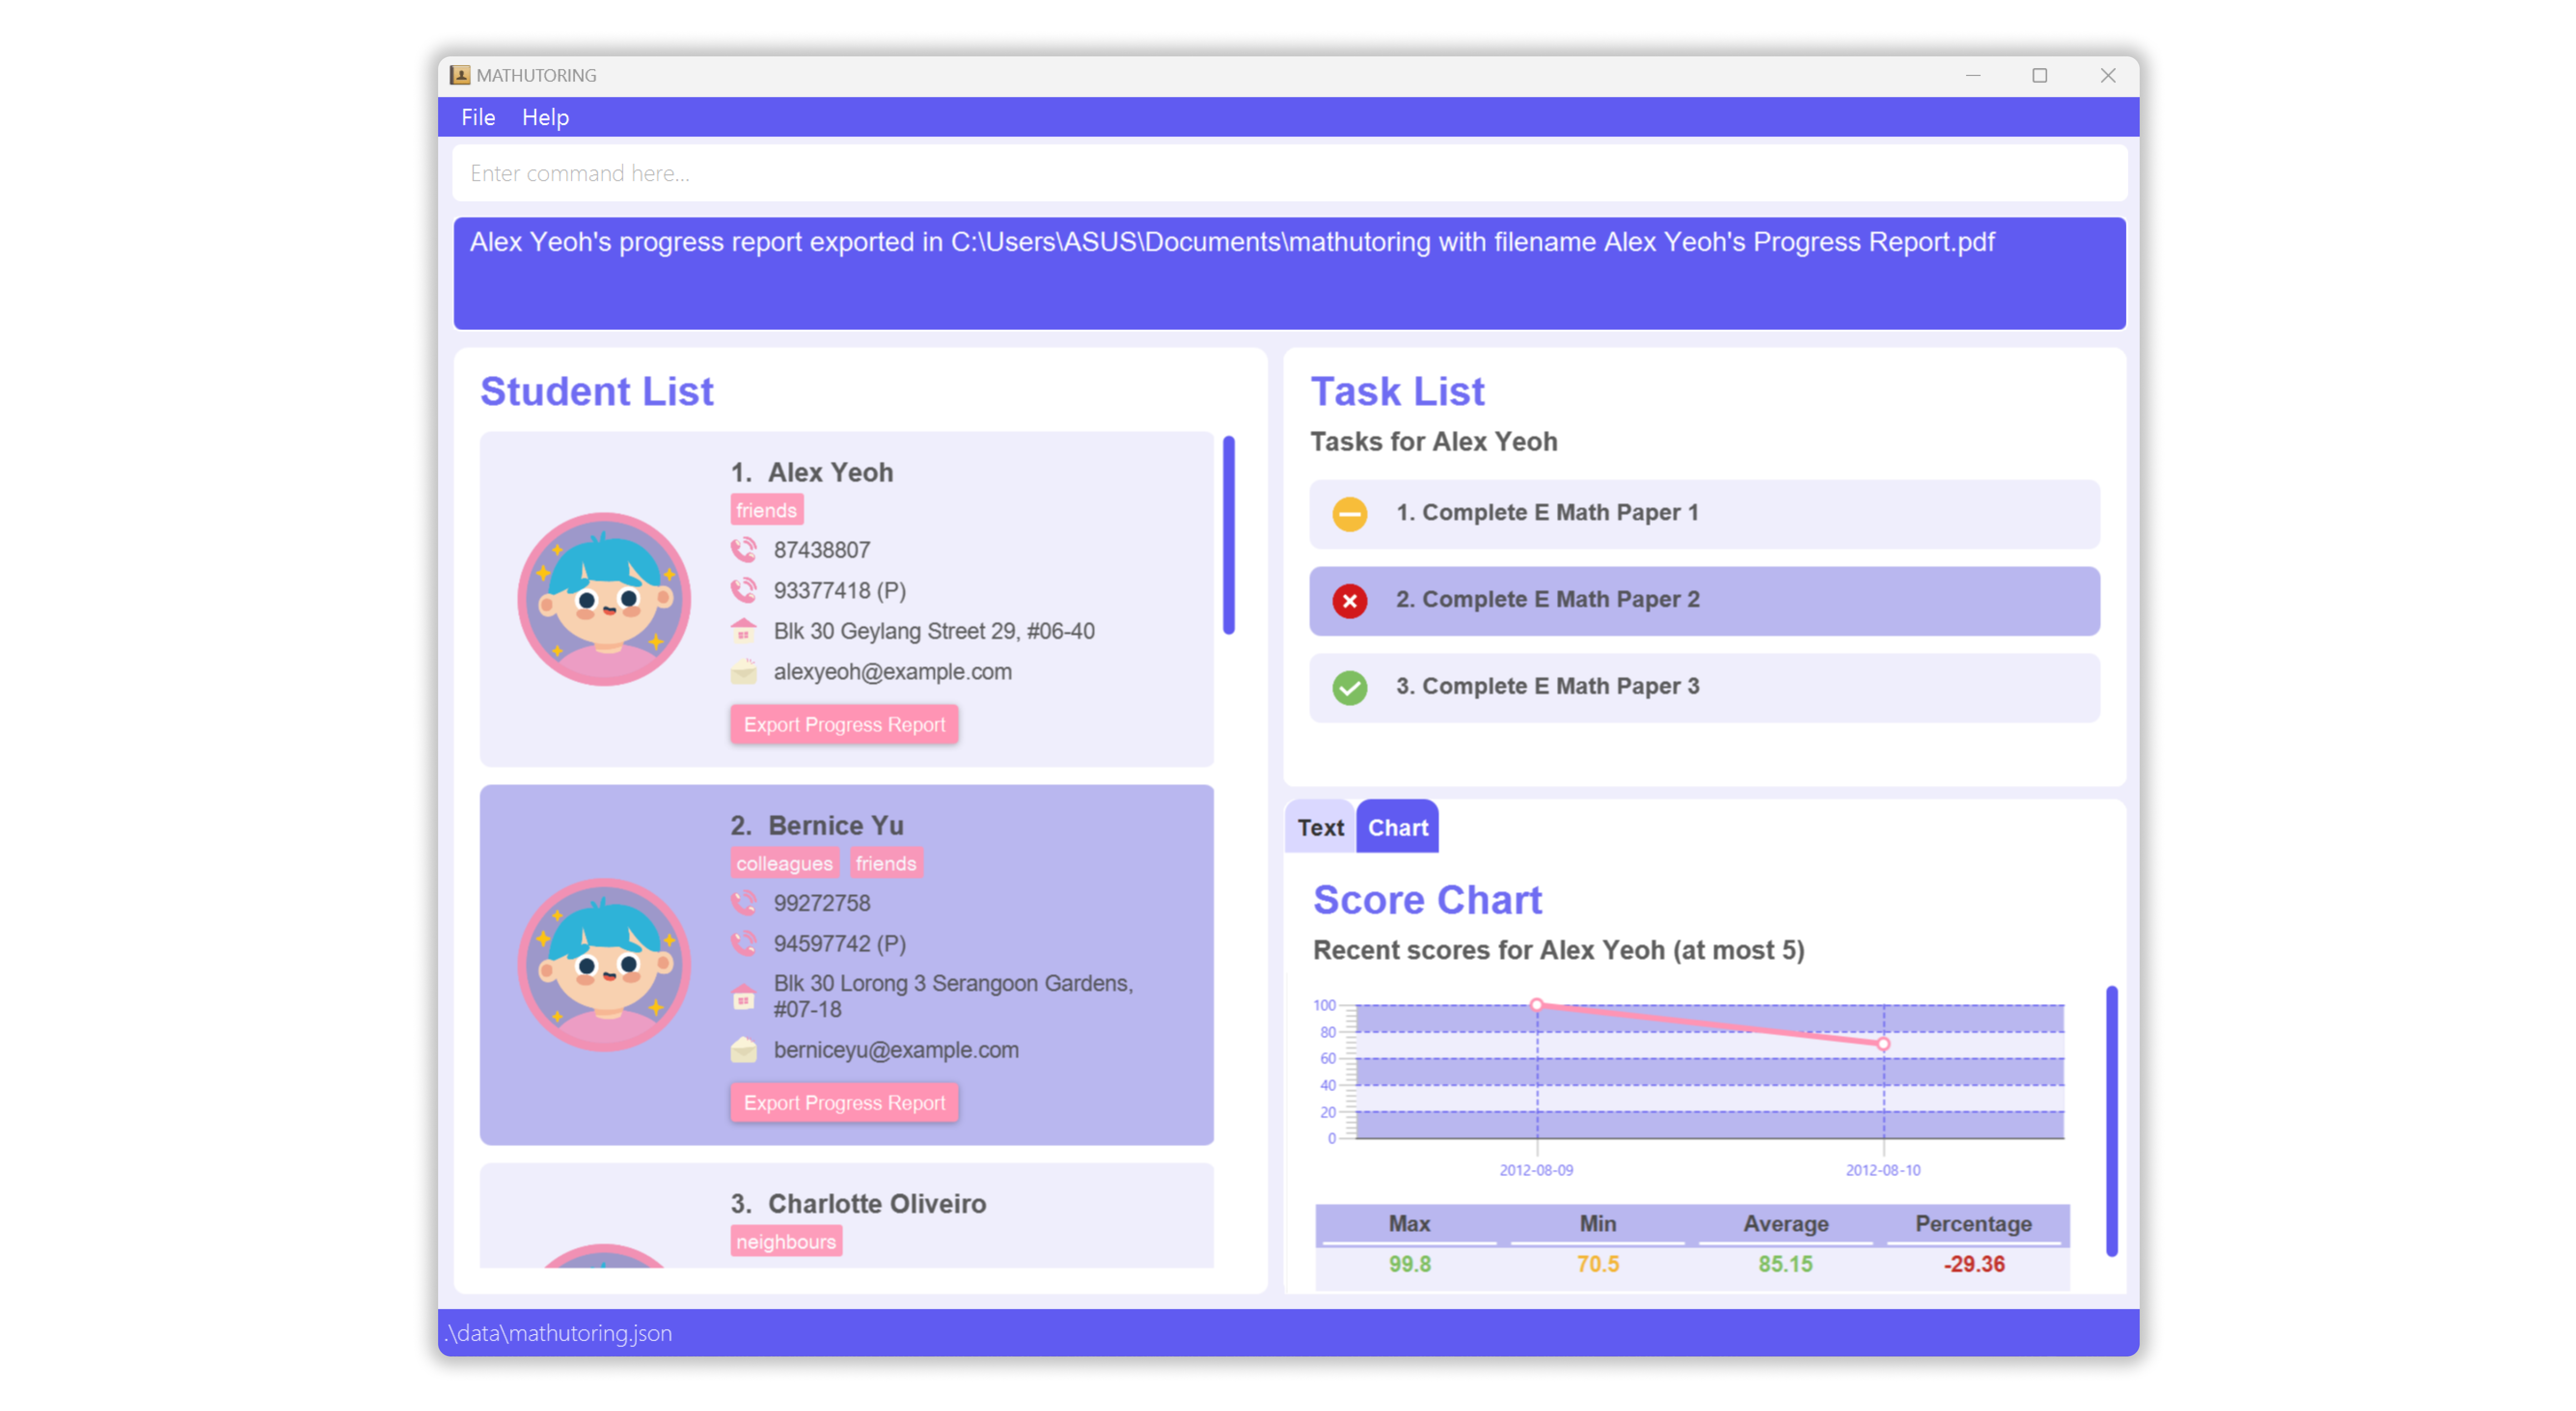 MATHUTORING
File Help
Enter command here...
Alex Yeoh's progress report exported in C:\Users\ASUS\Documents\mathutoring with filename Alex Yeoh's Progress Report.pdf
Student List
1. Alex Yeoh
friends
87438807
93377418 (P)
Blk 30 Geylang Street 29, #06-40
alexyeoh@example.com
Export Progress Report
2. Bernice Yu
colleagues friends
99272758
94597742 (P)
Blk 30 Lorong 3 Serangoon Gardens,
#07-18
berniceyu@example.com
Export Progress Report
3. Charlotte Oliveiro
neighbours
Task List
Tasks for Alex Yeoh
1. Complete E Math Paper 1
2. Complete E Math Paper 2
3. Complete E Math Paper 3
Text Chart
Score Chart
Recent scores for Alex Yeoh (at most 5)
100
80
60
40
20
0
2012-08-09 2012-08-10
Max Min Average Percentage
99.8 70.5 85.15 -29.36
.\data\mathutoring.json